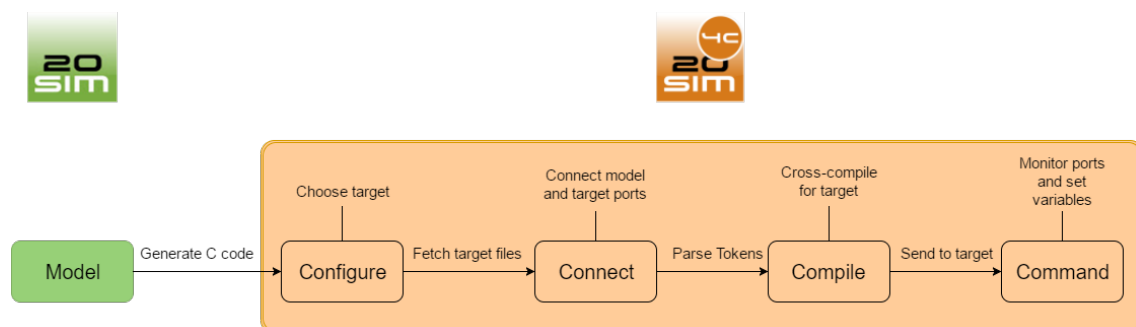 20
SIM
4C
20
SIM
Choose target
Connect model
and target ports
Cross-compile
for target
Monitor ports
and set
variables
Model
Generate C code
Configure
Fetch target files
Connect
Parse Tokens
Compile
Send to target
Command